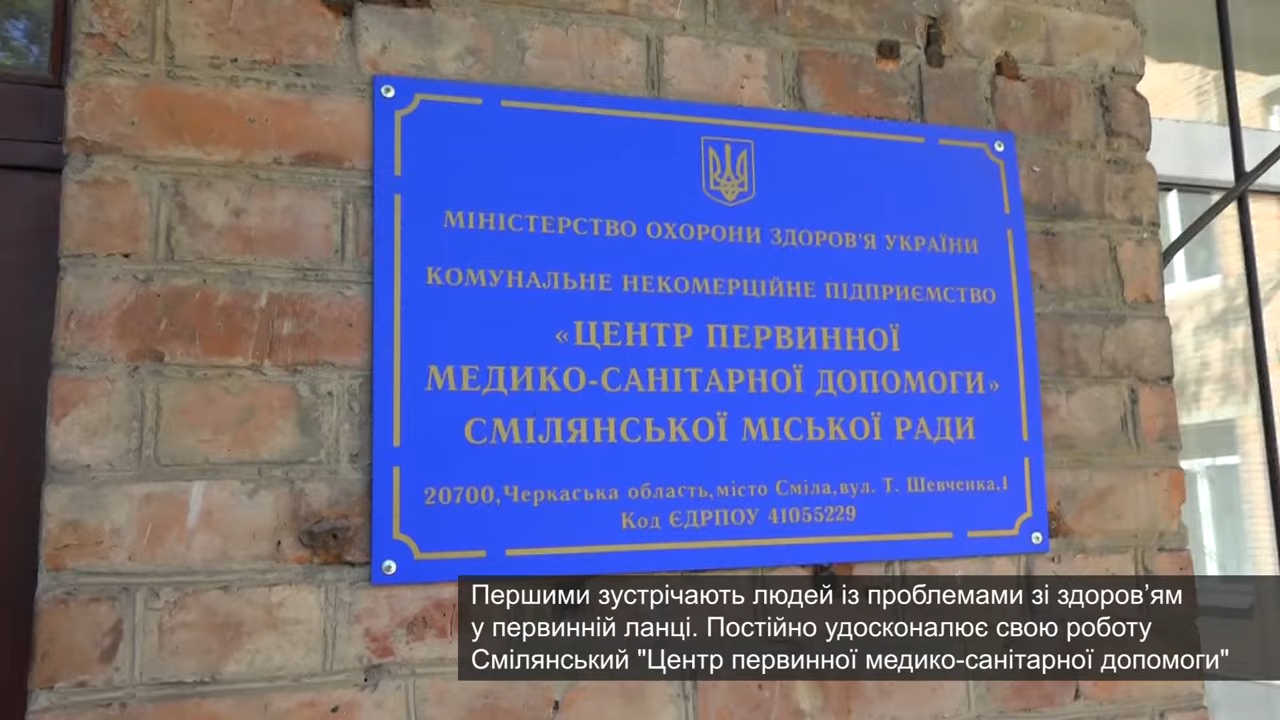 МІНІСТЕРСТВО ОХОРОНИ ЗДОРОВ'Я УКРАЇНИ
КОМУНАЛЬНЕ НЕКОМЕРЦІЙНЕ ПІДПРИЄМСТВО
«ЦЕНТР ПЕРВИННОЇ
МЕДИКО-САНІТАРНОЇ ДОПОМОГИ»
СМІЛЯНСЬКОЇ МІСЬКОЇ РАДИ
20700,Черкаська область,місто Сміла,вул. Т. Шевченка,1
Код ЄДРПОУ 41055229
Першими зустрічають людей із проблемами зі здоров’ям
у первинній ланці. Постійно удосконалює свою роботу
Смілянський "Центр первинної медико-санітарної допомоги"